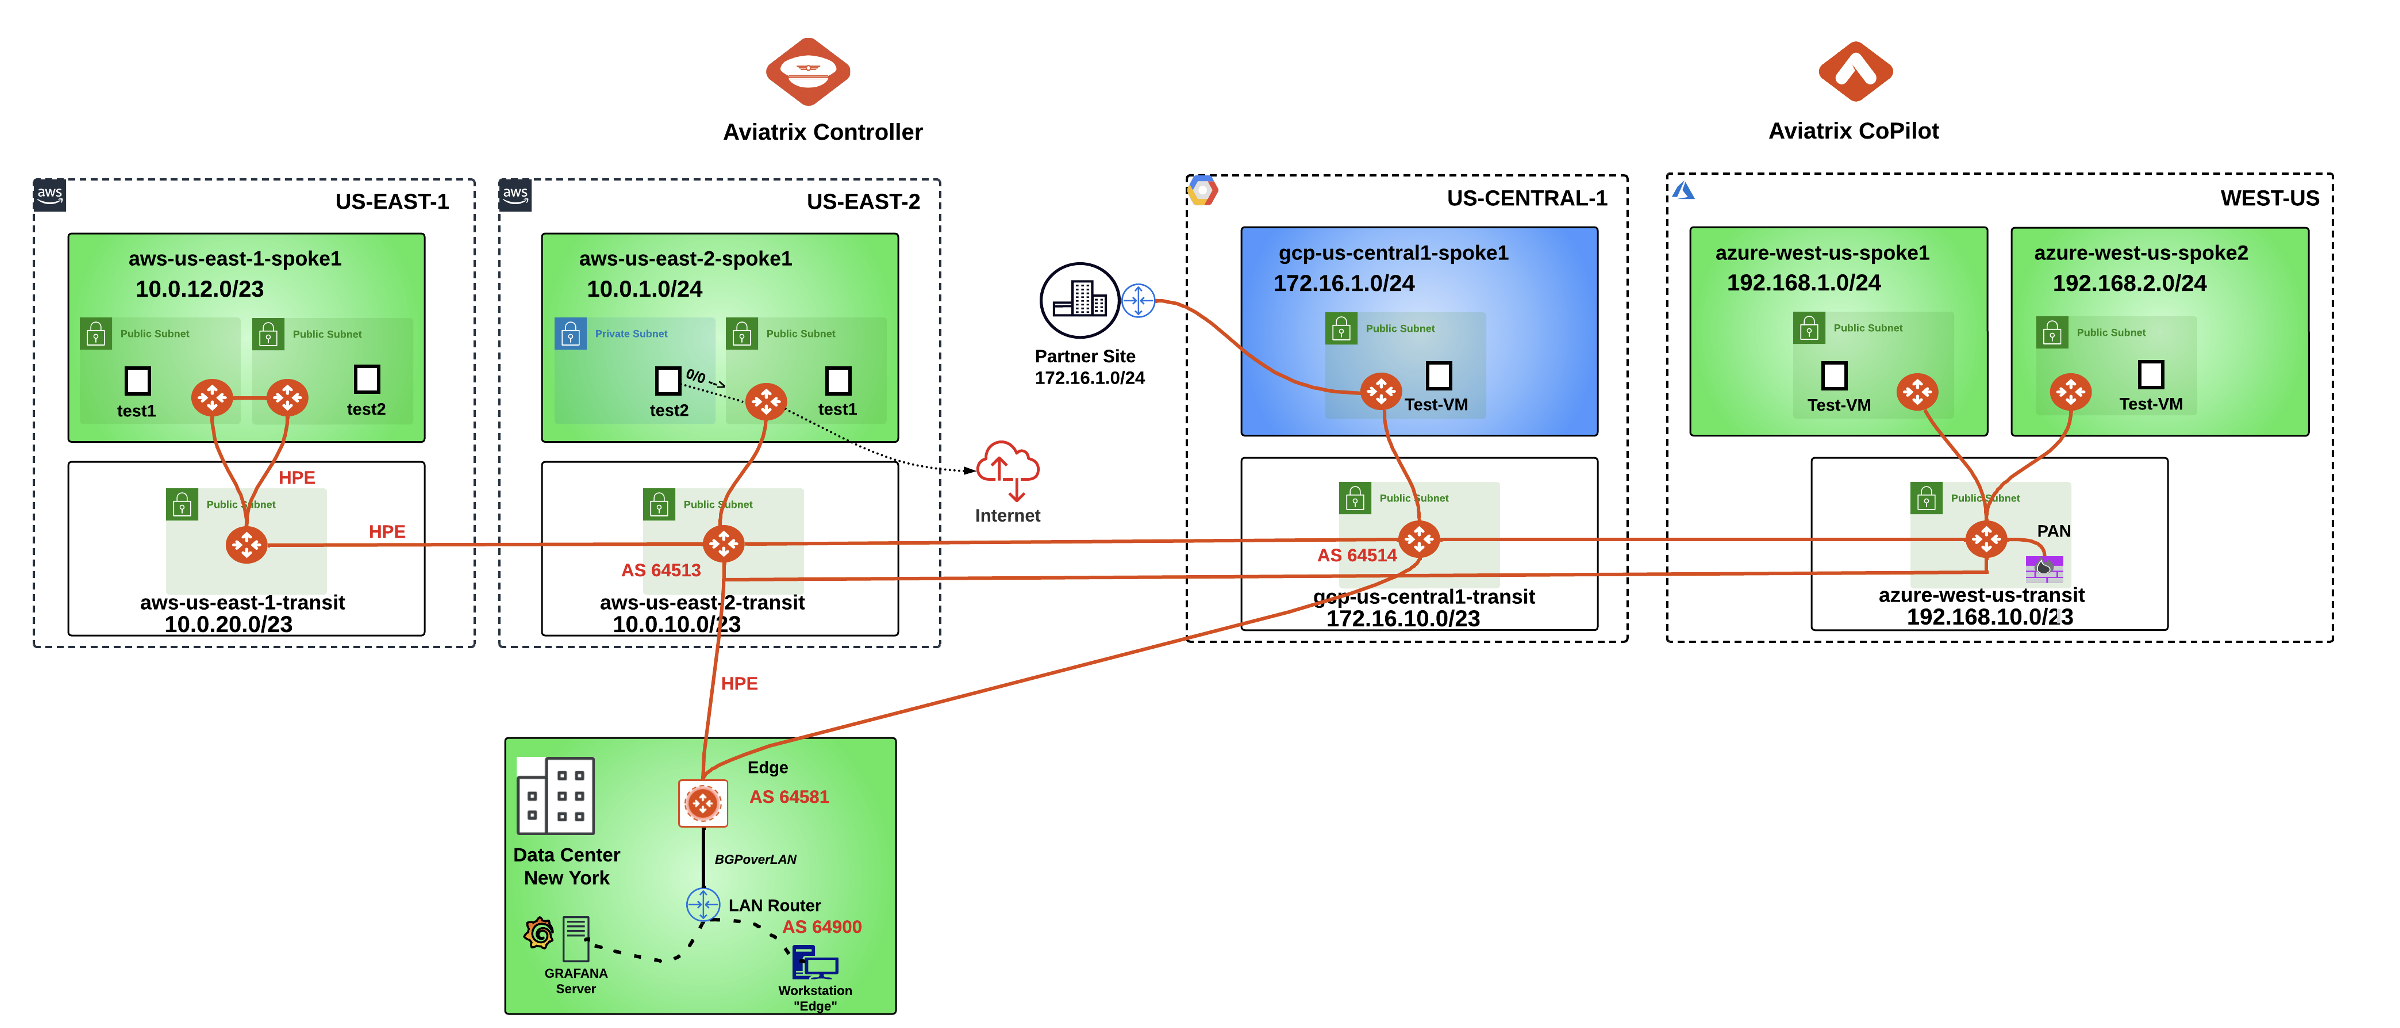 Aviatrix Controller
Aviatrix CoPilot
aws
US-EAST-1
aws-us-east-1-spoke1
10.0.12.0/23
Public Subnet
Public Subnet
test1
test2
HPE
Public Subnet
HPE
aws-us-east-1-transit
10.0.20.0/23
aws
US-EAST-2
aws-us-east-2-spoke1
10.0.1.0/24
Private Subnet
Public Subnet
0/0 -->
test2
test1
Public Subnet
AS 64513
aws-us-east-2-transit
10.0.10.0/23
Internet
Partner Site
172.16.1.0/24
US-CENTRAL-1
gcp-us-central1-spoke1
172.16.1.0/24
Public Subnet
Test-VM
Public Subnet
AS 64514
gcp-us-central1-transit
172.16.10.0/23
WEST-US
azure-west-us-spoke1
192.168.1.0/24
Public Subnet
Test-VM
azure-west-us-spoke2
192.168.2.0/24
Public Subnet
Test-VM
Public Subnet
PAN
azure-west-us-transit
192.168.10.0/23
HPE
Edge
AS 64581
Data Center
New York
BGPoverLAN
LAN Router
AS 64900
GRAFANA
Server
Workstation
"Edge"